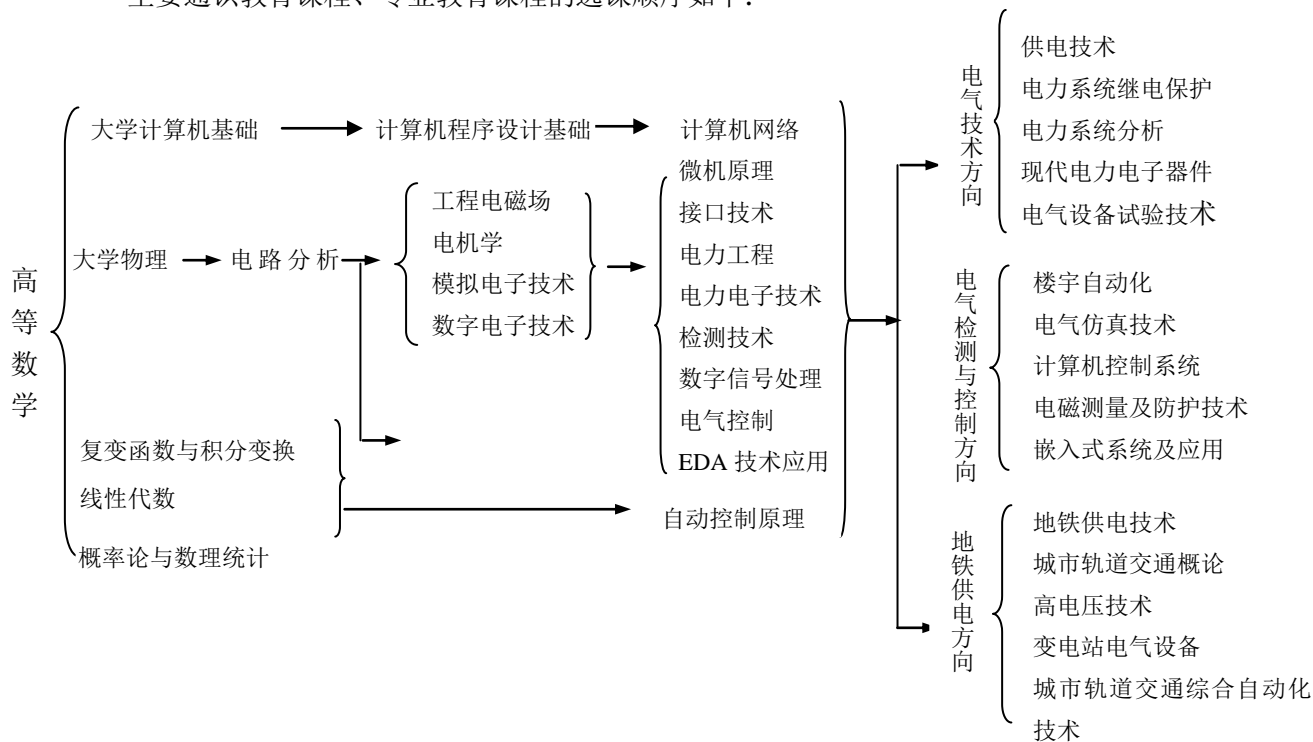 主要通识教育课程、专业教育课程的选课顺序如下：
高等数学
大学计算机基础
大学物理
复变函数与积分变换
线性代数
概率论与数理统计
电路分析
计算机程序设计基础
工程电磁场
电机学
模拟电子技术
数字电子技术
计算机网络
微机原理
接口技术
电力工程
电力电子技术
检测技术
数字信号处理
电气控制
EDA 技术应用
自动控制原理
电气技术方向
供电技术
电力系统继电保护
电力系统分析
现代电力电子器件
电气设备试验技术
电气检测与控制方向
楼宇自动化
电气仿真技术
计算机控制系统
电磁测量及防护技术
嵌入式系统及应用
地铁供电方向
地铁供电技术
城市轨道交通概论
高电压技术
变电站电气设备
城市轨道交通综合自动化
技术